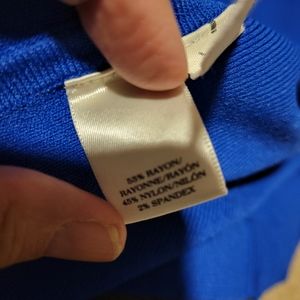 53% RAYON/
RAYONNE/RAYÓN
45% NYLON/NILÓN
2% SPANDEX